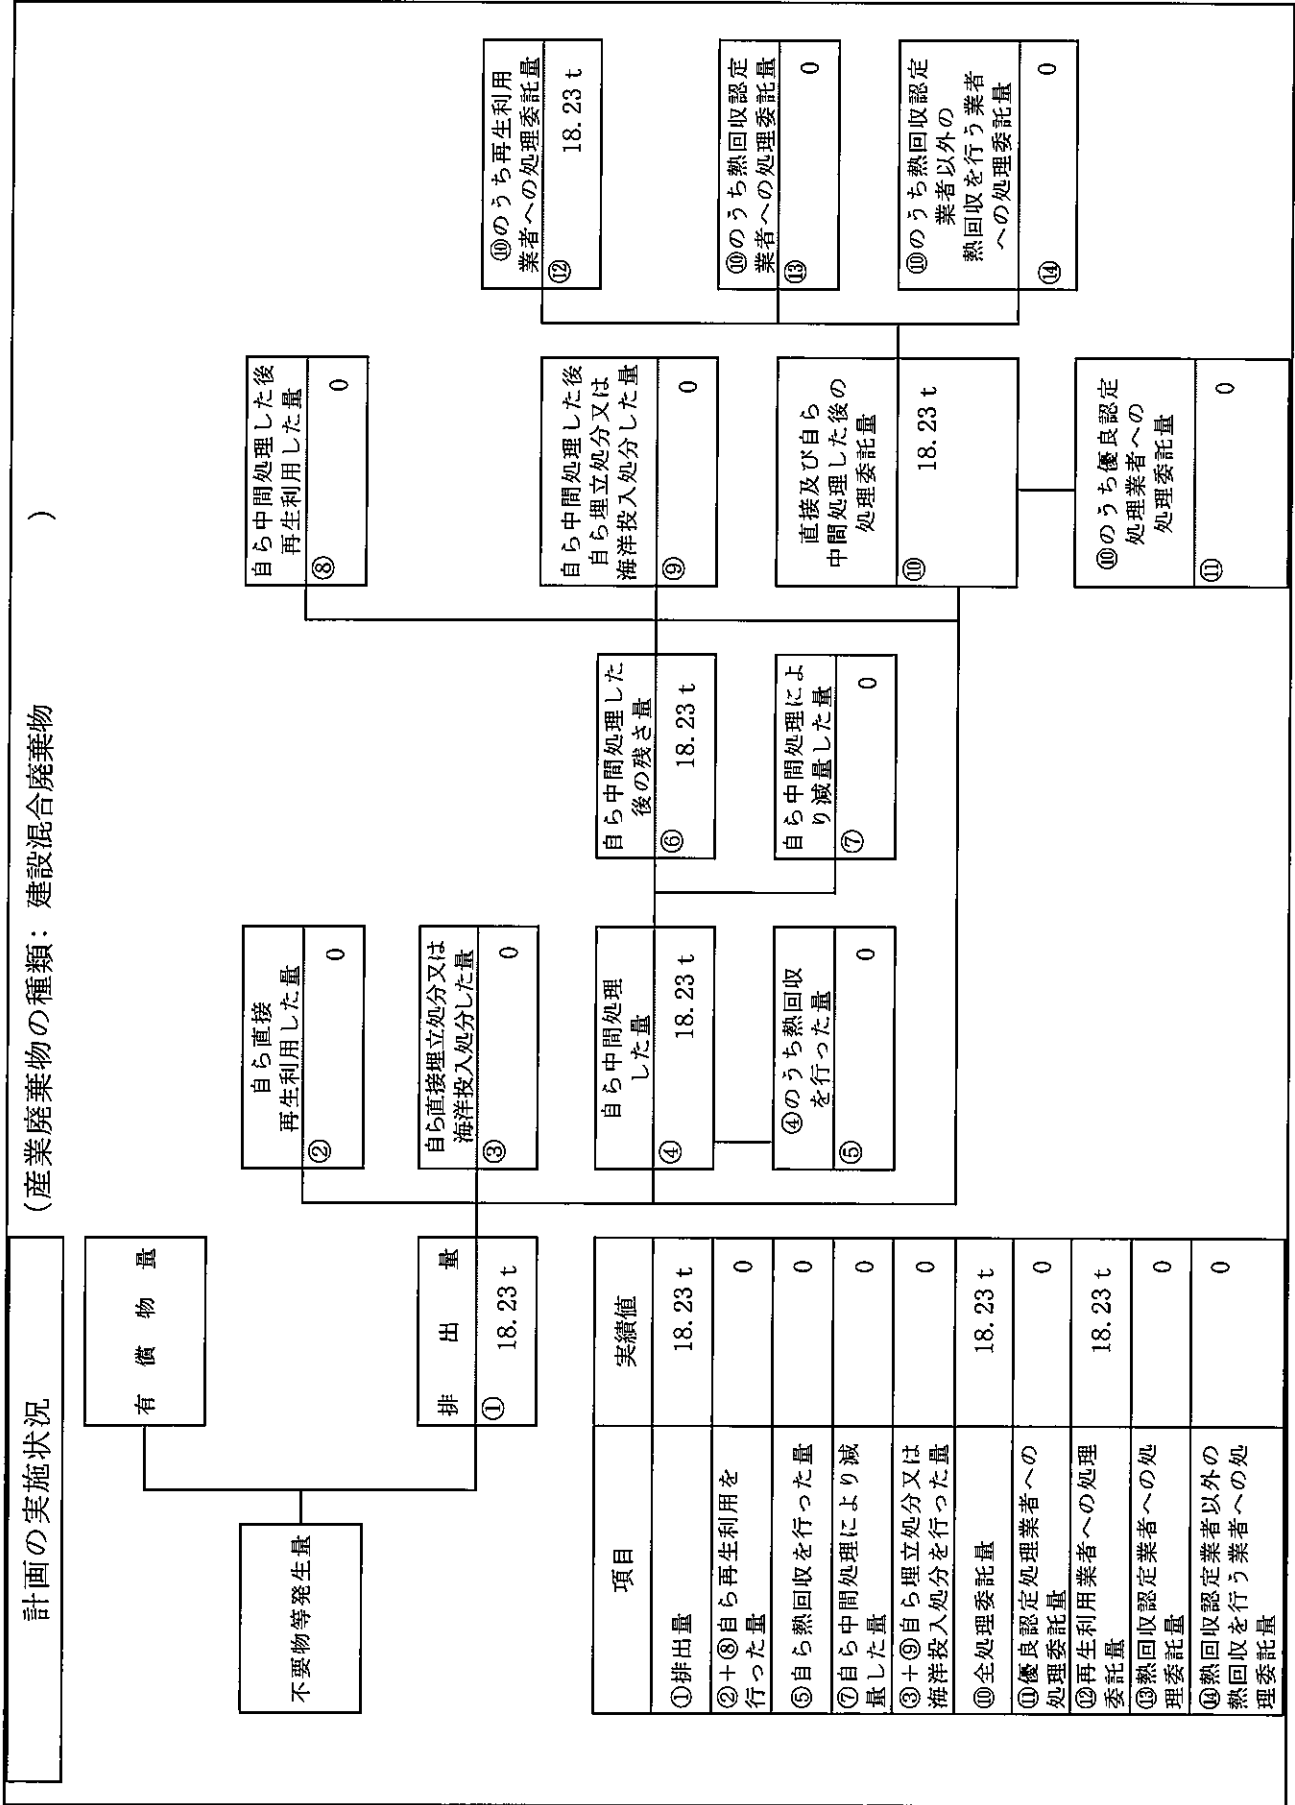 計画の実施状況
（産業廃棄物の種類： 建設混合廃棄物 ）
不要物等発生量
有 償 物 量
排 出 量
① 18.23 t
自ら直接
再生利用した量
② 0
自ら直接埋立処分又は
海洋投入処分した量
③ 0
自ら中間処理
した量
④ 18.23 t
④のうち熱回収
を行った量
⑤ 0
自ら中間処理した
後の残さ量
⑥ 18.23 t
自ら中間処理によ
り減量した量
⑦ 0
自ら中間処理した後
再生利用した量
⑧ 0
自ら中間処理した後
自ら埋立処分又は
海洋投入処分した量
⑨ 0
直接及び自ら
中間処理した後の
処理委託量
⑩ 18.23 t
⑩のうち優良認定
処理業者への
処理委託量
⑪ 0
⑩のうち再生利用
業者への処理委託量
⑫ 18.23 t
⑩のうち熱回収認定
業者への処理委託量
⑬ 0
⑩のうち熱回収認定
業者以外の
熱回収を行う業者
への処理委託量
⑭ 0
項目 実績値
①排出量 18.23 t
②＋⑧自ら再生利用を
行った量 0
⑤自ら熱回収を行った量 0
⑦自ら中間処理により減
量した量 0
③＋⑨自ら埋立処分又は
海洋投入処分を行った量 0
⑩全処理委託量 18.23 t
⑪優良認定処理業者への
処理委託量 0
⑫再生利用業者への処理
委託量 18.23 t
⑬熱回収認定業者への処
理委託量 0
⑭熱回収認定業者以外の
熱回収を行う業者への処
理委託量 0